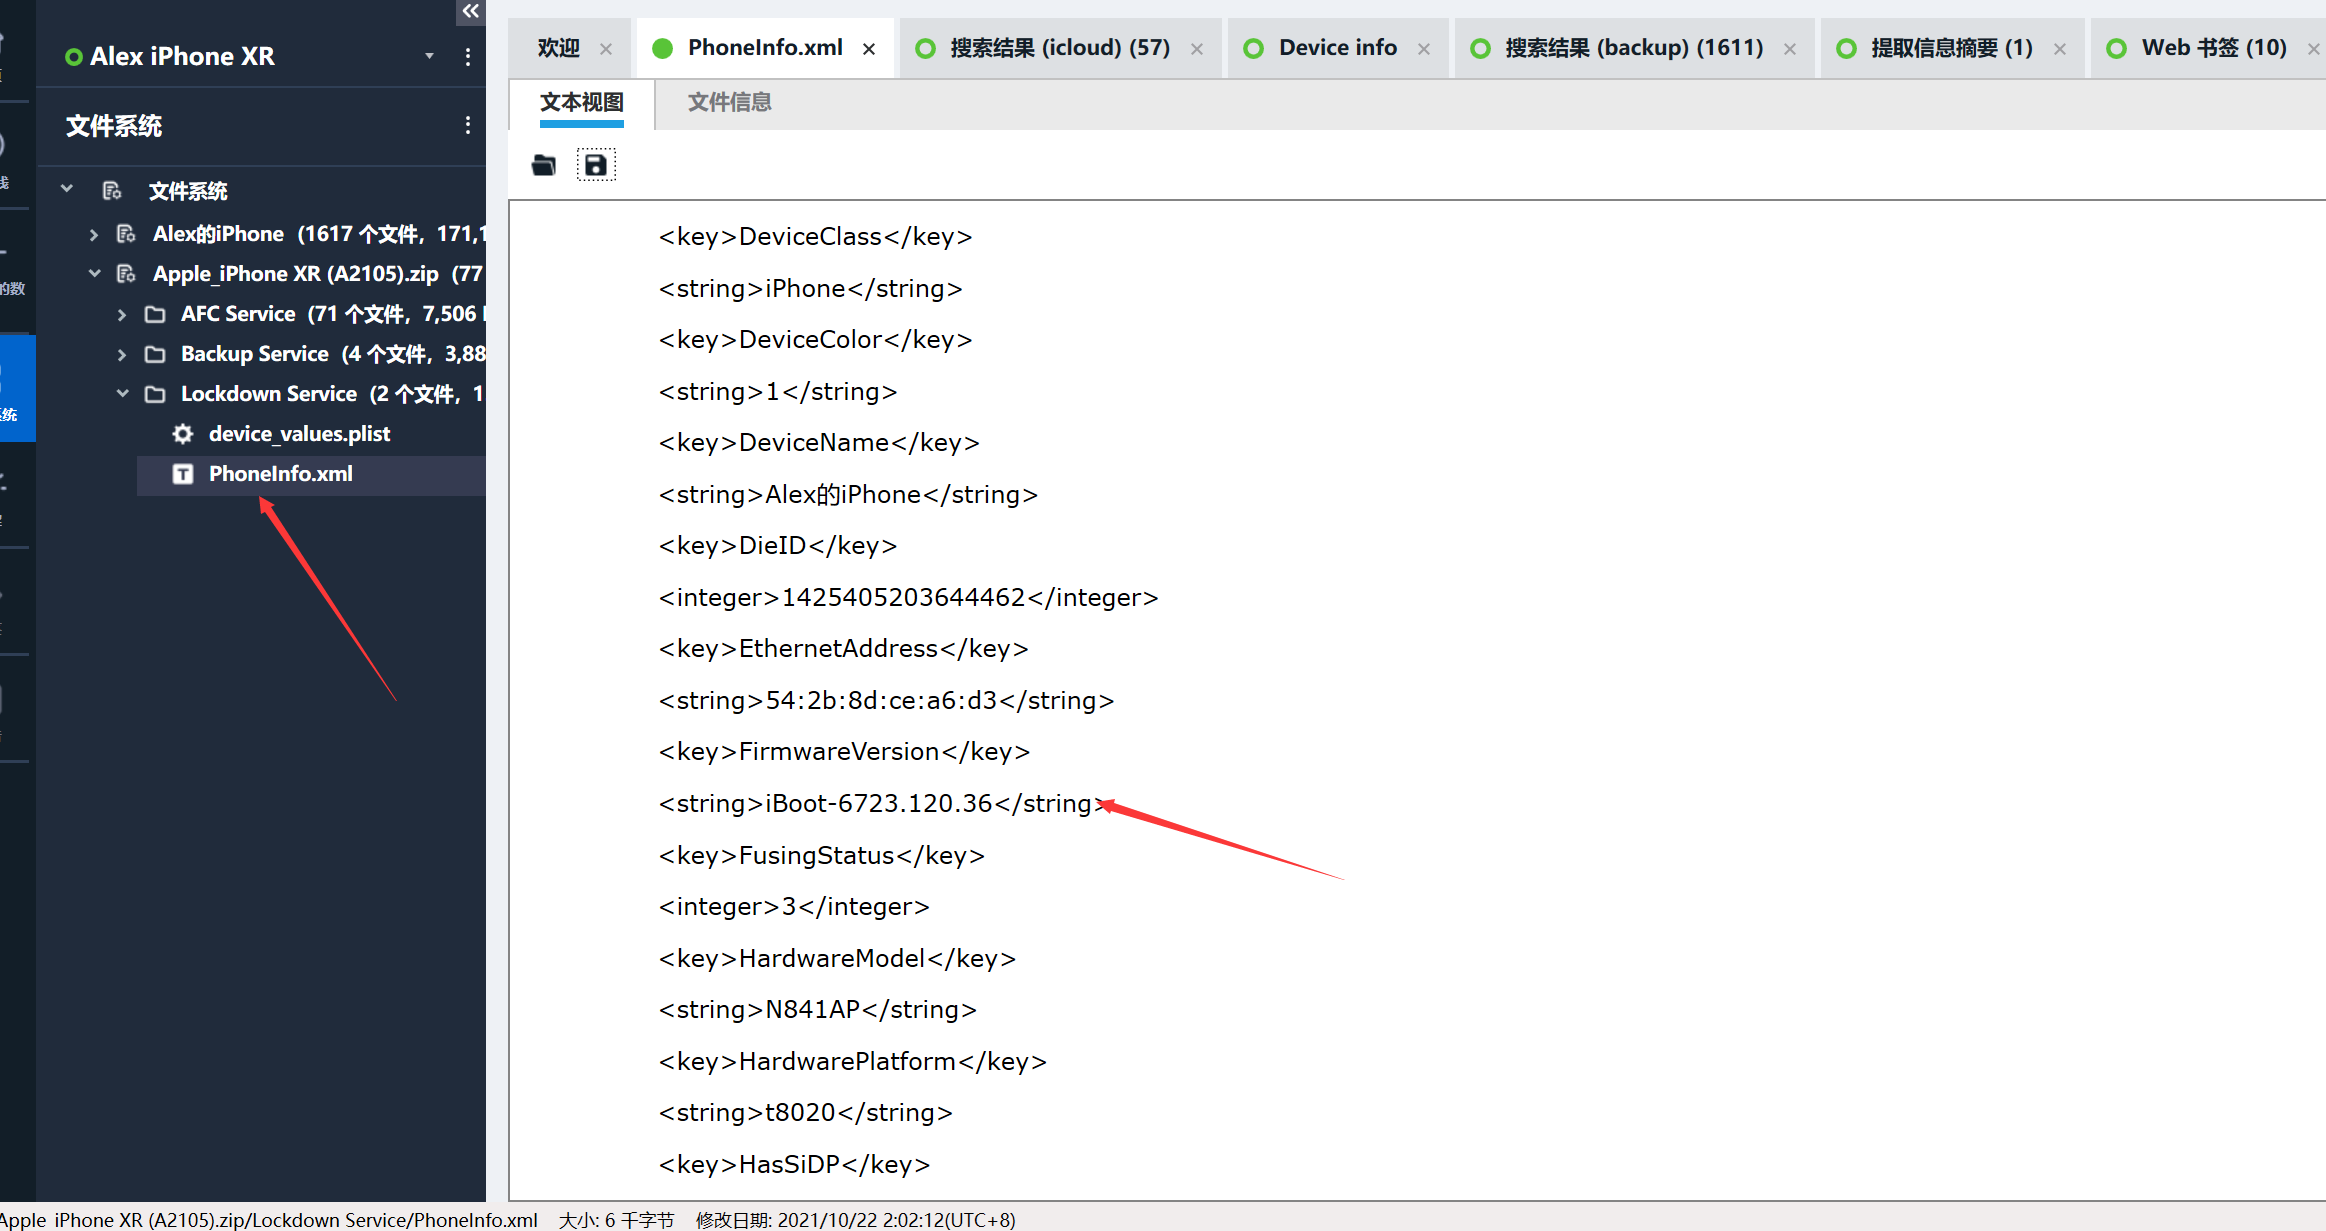 Alex iPhone XR
文件系统
文件系统
Alex的iPhone (1617 个文件, 171,1
Apple_iPhone XR (A2105).zip (77
AFC Service (71 个文件, 7,506
Backup Service (4 个文件, 3,88
Lockdown Service (2 个文件, 1
device_values.plist
PhoneInfo.xml
的数
统
欢迎
PhoneInfo.xml
搜索结果 (icloud) (57)
Device info
搜索结果 (backup) (1611)
提取信息摘要 (1)
Web 书签 (10)
文本视图
文件信息
<key>DeviceClass</key>
<string>iPhone</string>
<key>DeviceColor</key>
<string>1</string>
<key>DeviceName</key>
<string>Alex的iPhone</string>
<key>DieID</key>
<integer>1425405203644462</integer>
<key>EthernetAddress</key>
<string>54:2b:8d:ce:a6:d3</string>
<key>FirmwareVersion</key>
<string>iBoot-6723.120.36</string>
<key>FusingStatus</key>
<integer>3</integer>
<key>HardwareModel</key>
<string>N841AP</string>
<key>HardwarePlatform</key>
<string>t8020</string>
<key>HasSiDP</key>
Apple_iPhone XR (A2105).zip/Lockdown Service/PhoneInfo.xml 大小: 6 千字节 修改日期: 2021/10/22 2:02:12(UTC+8)